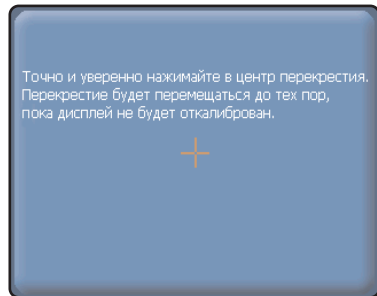 Точно и уверенно нажимайте в центр перекрестия.
Перекрестие будет перемещаться до тех пор,
пока дисплей не будет откалиброван.